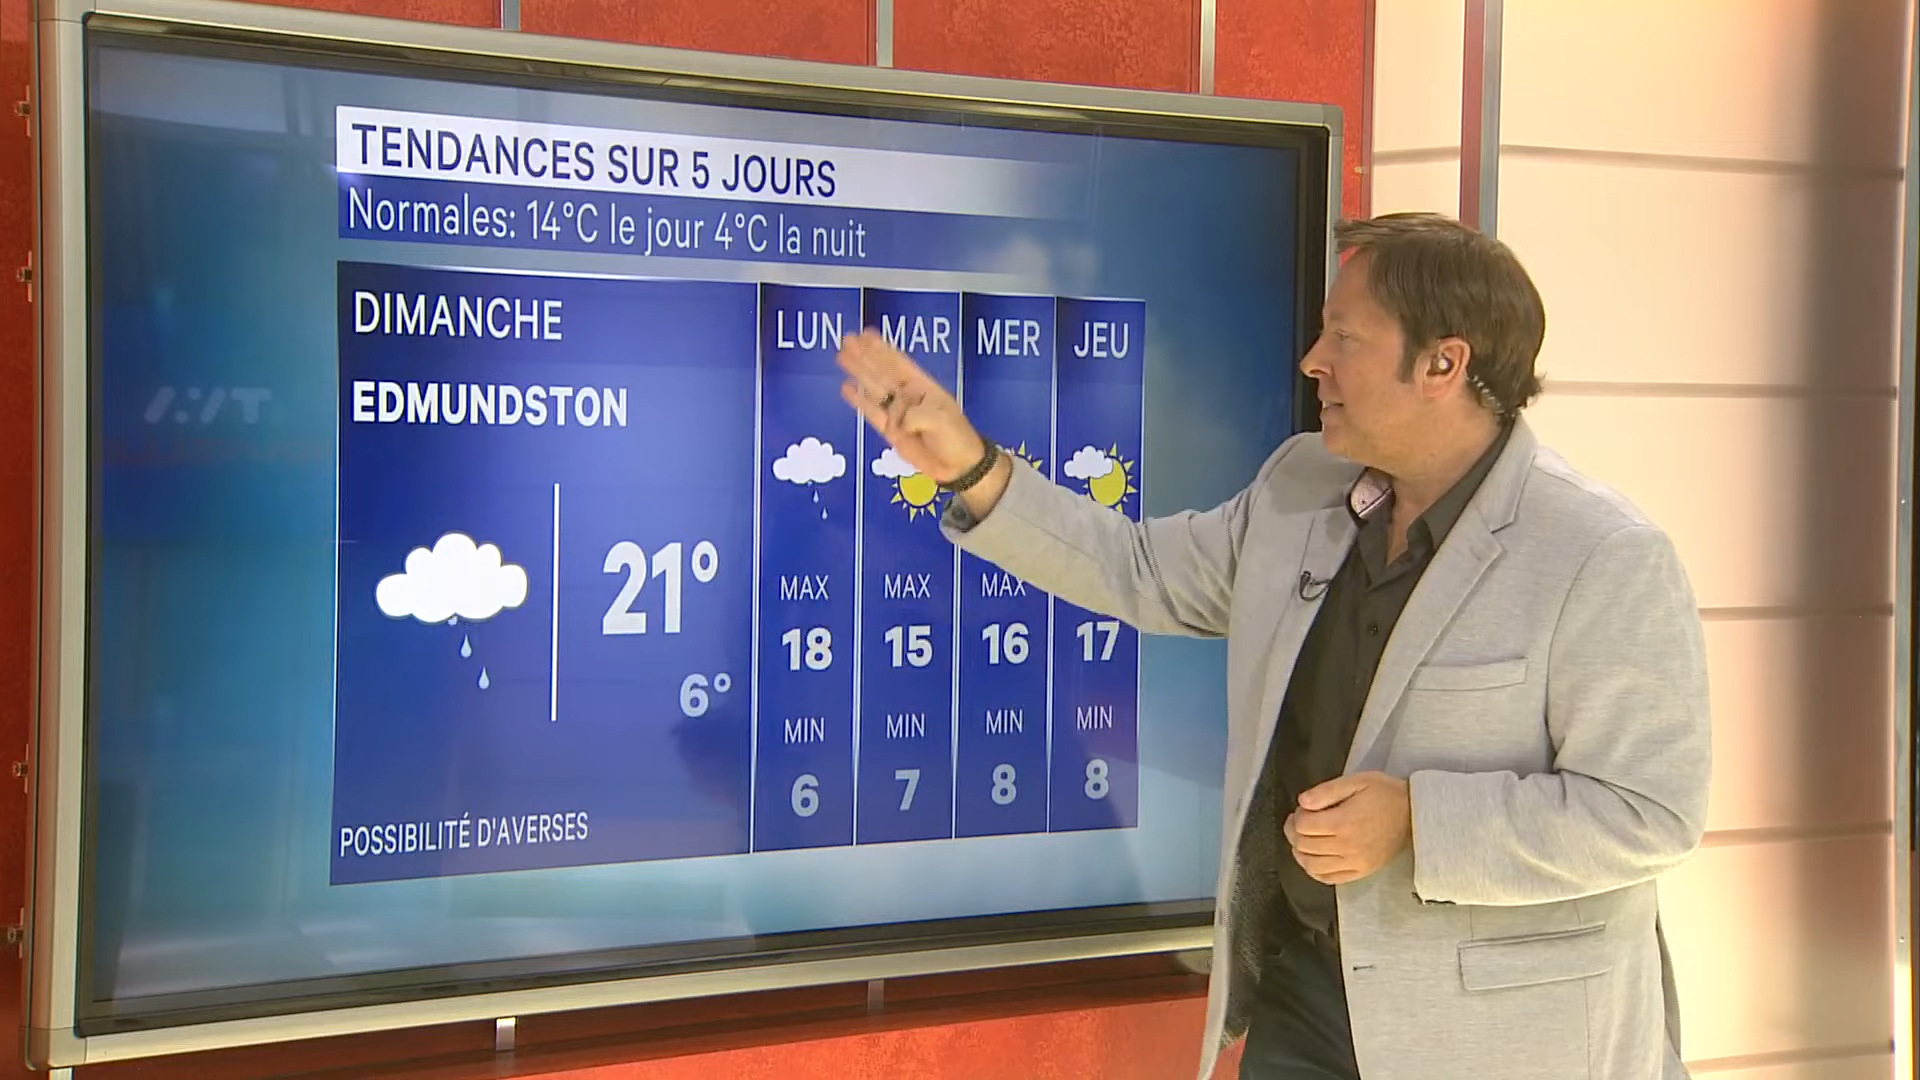 TENDANCES SUR 5 JOURS
Normales: 14°C le jour 4°C la nuit
DIMANCHE
LUN MAR MER JEU
EDMUNDSTON
21°
6°
MAX MAX MAX
18 15 16 17
MIN MIN MIN MIN
6 7 8 8
POSSIBILITÉ D'AVERSES